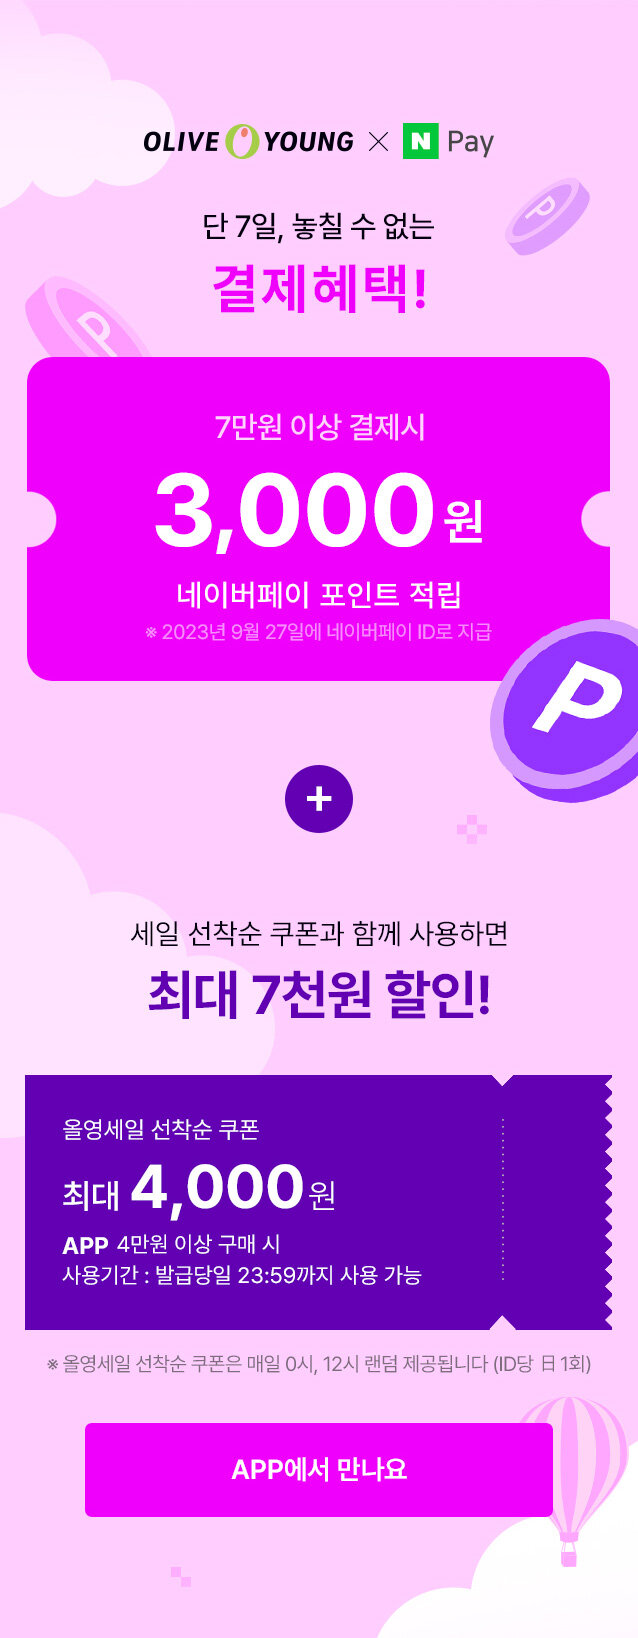 OLIVE YOUNG × N Pay
단 7일, 놓칠 수 없는
결제혜택!
P
P
7만원 이상 결제시
3,000원
네이버페이 포인트 적립
※ 2023년 9월 27일에 네이버페이 ID로 지급
P
+
세일 선착순 쿠폰과 함께 사용하면
최대 7천원 할인!
올영세일 선착순 쿠폰
최대 4,000원
APP 4만원 이상 구매 시
사용기간 : 발급당일 23:59까지 사용 가능
※ 올영세일 선착순 쿠폰은 매일 0시, 12시 랜덤 제공됩니다 (ID당 日 1회)
APP에서 만나요